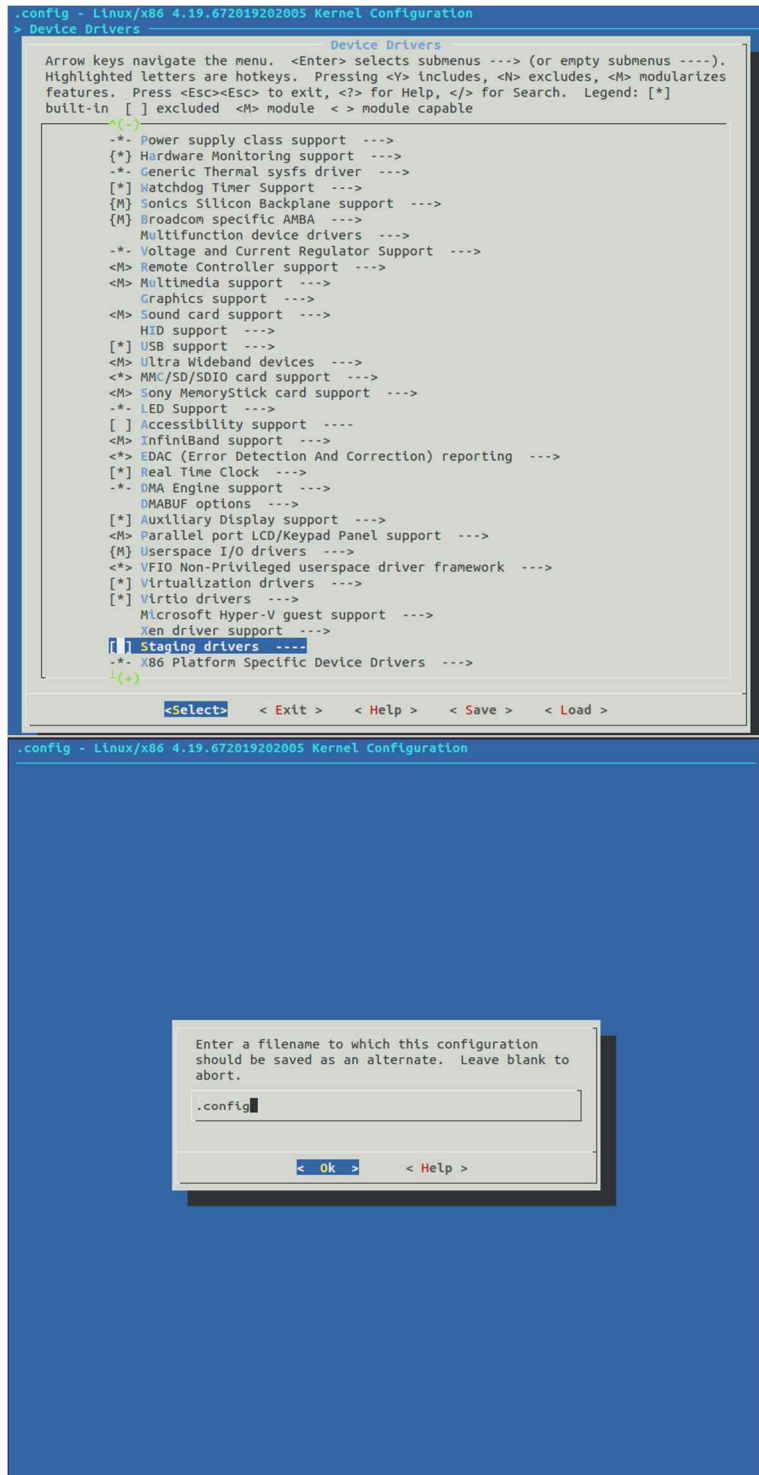 .config - Linux/x86 4.19.672019202005 Kernel Configuration
> Device Drivers
Device Drivers
Arrow keys navigate the menu.  <Enter> selects submenus ---> (or empty submenus ----).
Highlighted letters are hotkeys.  Pressing <Y> includes, <N> excludes, <M> modularizes
features.  Press <Esc><Esc> to exit, <?> for Help, </> for Search.  Legend: [*]
built-in  [ ] excluded  <M> module  < > module capable
^(-)
-*- Power supply class support  --->
{*} Hardware Monitoring support  --->
-*- Generic Thermal sysfs driver  --->
[*] Watchdog Timer Support  --->
{M} Sonics Silicon Backplane support  --->
{M} Broadcom specific AMBA  --->
Multifunction device drivers  --->
-*- Voltage and Current Regulator Support  --->
<M> Remote Controller support  --->
<M> Multimedia support  --->
Graphics support  --->
<M> Sound card support  --->
HID support  --->
[*] USB support  --->
<M> Ultra Wideband devices  --->
<*> MMC/SD/SDIO card support  --->
<M> Sony MemoryStick card support  --->
-*- LED Support  --->
[ ] Accessibility support  ----
<M> InfiniBand support  --->
<*> EDAC (Error Detection And Correction) reporting  --->
[*] Real Time Clock  --->
-*- DMA Engine support  --->
DMABUF options  --->
[*] Auxiliary Display support  --->
<M> Parallel port LCD/Keypad Panel support  --->
{M} Userspace I/O drivers  --->
<*> VFIO Non-Privileged userspace driver framework  --->
[*] Virtualization drivers  --->
[*] Virtio drivers  --->
Microsoft Hyper-V guest support  --->
Xen driver support  --->
[ ] Staging drivers  ----
-*- X86 Platform Specific Device Drivers  --->
(+)
<Select>    < Exit >    < Help >    < Save >    < Load >
.config - Linux/x86 4.19.672019202005 Kernel Configuration
Enter a filename to which this configuration
should be saved as an alternate.  Leave blank to
abort.
.config
<  Ok  >      < Help >